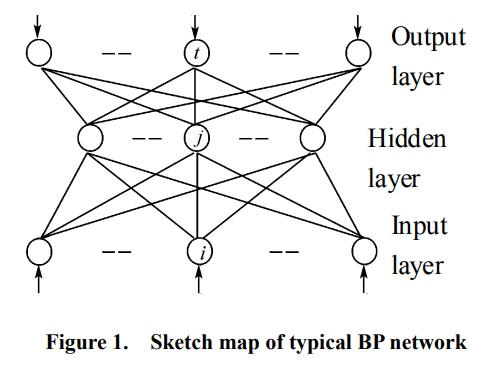 t
Output
layer
j
Hidden
layer
i
Input
layer
Figure 1. Sketch map of typical BP network